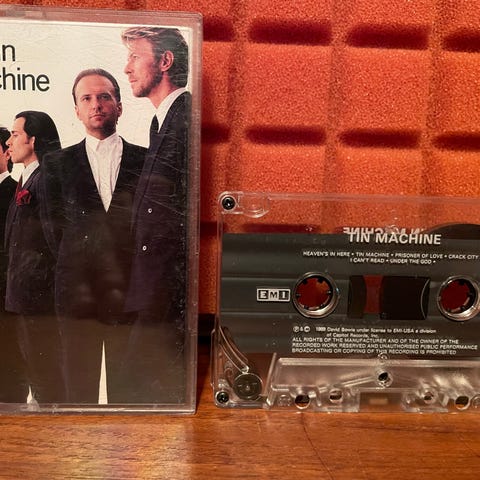 n
chine
TIN MACHINE
HEAVEN'S IN HERE • TIN MACHINE • PRISONER OF LOVE • CRACK CITY
I CAN'T READ • UNDER THE GOD •
EMI
℗ & © 1989 David Bowie under license to EMI-USA a division
of Capitol Records, Inc.
ALL RIGHTS OF THE MANUFACTURER AND OF THE OWNER OF THE
RECORDED WORK RESERVED AND UNAUTHORISED PUBLIC PERFORMANCE
BROADCASTING OR COPYING OF THIS RECORDING IS PROHIBITED